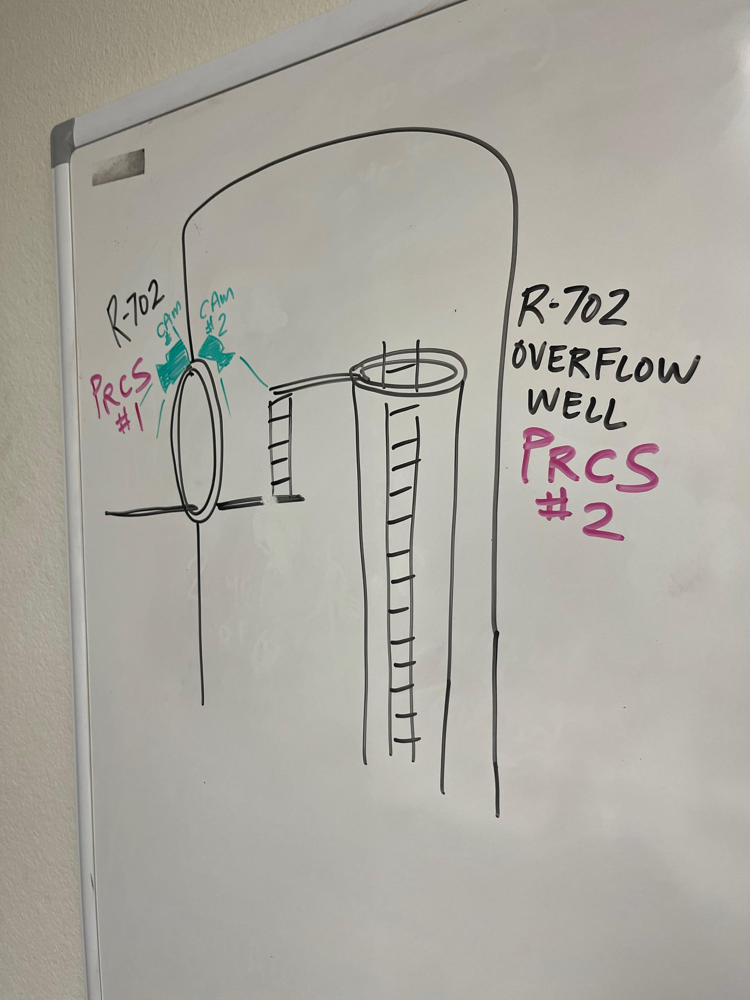 R-702
CAM
#1
CAM
#2
PRCS
#1
R-702
OVERFLOW
WELL
PRCS
#2